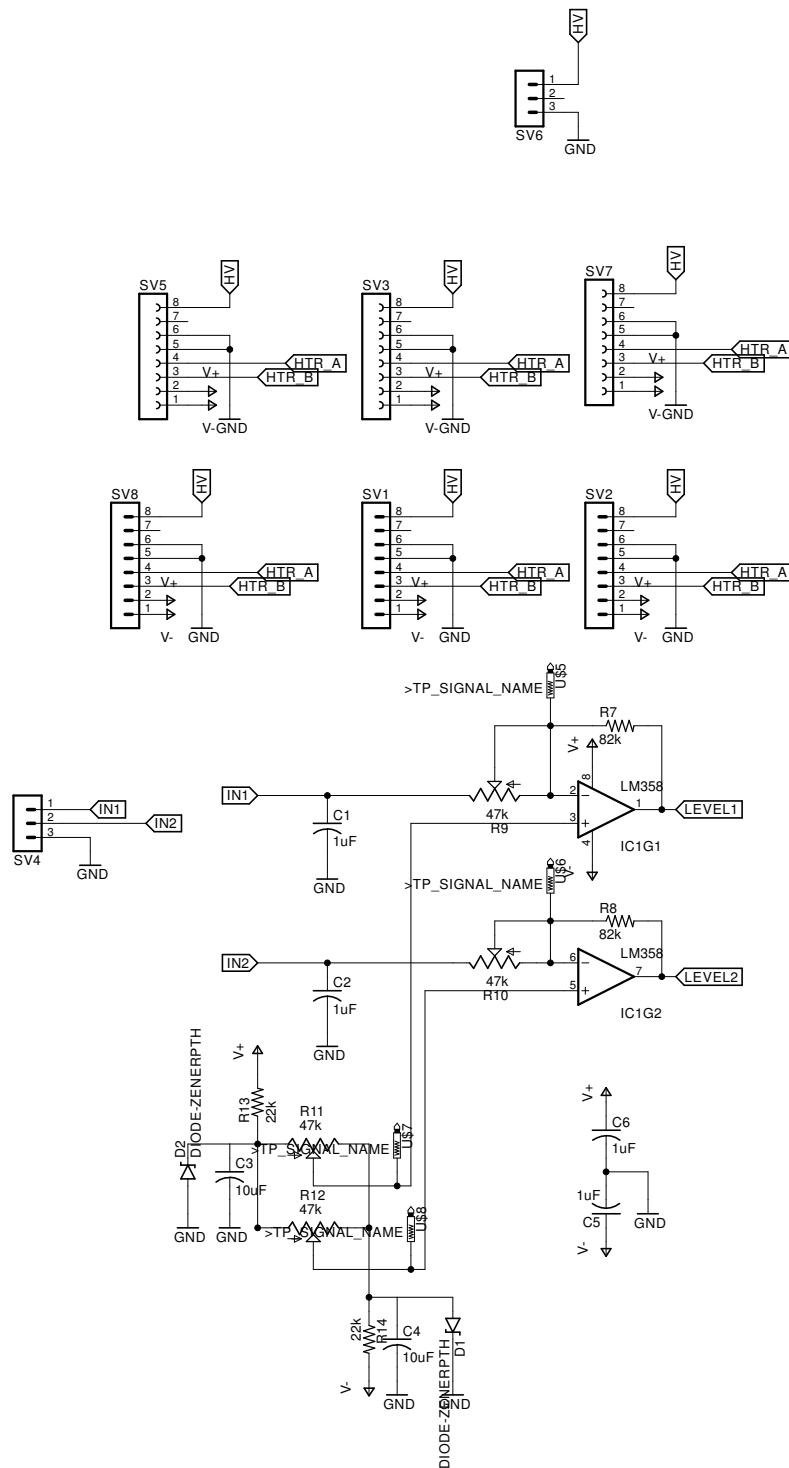 HV
1
2
3
SV6
GND
SV5
HV
8
7
6
5
4
3
2
1
HTR_A
V+
HTR_B
V-
GND
SV3
HV
8
7
6
5
4
3
2
1
HTR_A
V+
HTR_B
V-
GND
SV7
HV
8
7
6
5
4
3
2
1
HTR_A
V+
HTR_B
V-
GND
SV8
HV
8
7
6
5
4
3
2
1
HTR_A
V+
HTR_B
V-
GND
SV1
HV
8
7
6
5
4
3
2
1
HTR_A
V+
HTR_B
V-
GND
SV2
HV
8
7
6
5
4
3
2
1
HTR_A
V+
HTR_B
V-
GND
1
2
3
IN1
IN2
SV4
GND
>TP_SIGNAL_NAME
U$5
R7
82k
V+
8
LM358
IN1
C1
1uF
GND
47k
R9
2
3
1
4
V-
LEVEL1
IC1G1
>TP_SIGNAL_NAME
U$6
R8
82k
LM358
IN2
C2
1uF
GND
47k
R10
6
5
7
LEVEL2
IC1G2
V+
R13
22k
D2
DIODE-ZENERPTH
GND
C3
10uF
GND
R11
47k
>TP_SIGNAL_NAME
U$7
R12
47k
>TP_SIGNAL_NAME
U$8
22k
R14
V-
C4
10uF
GND
D1
DIODE-ZENERPTH
GND
V+
C6
1uF
1uF
C5
GND
V-